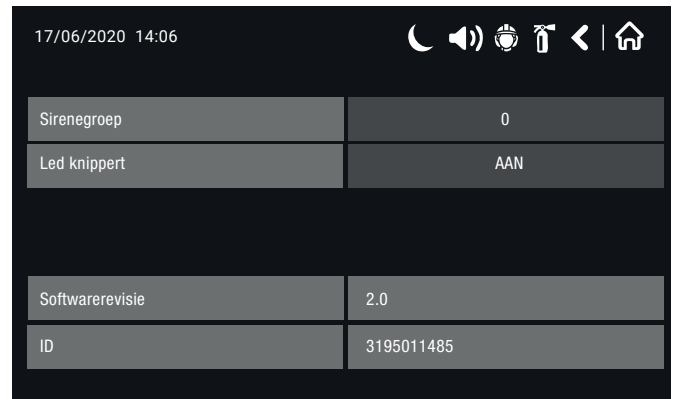 17/06/2020 14:06
Sirenegroep 0
Led knippert AAN
Softwarerevisie 2.0
ID 3195011485